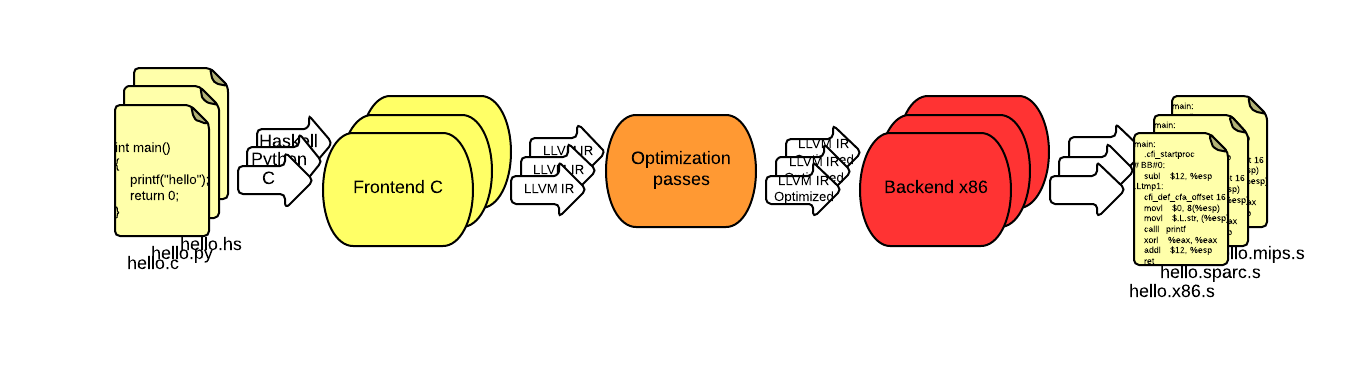 int main()
{
printf("hello");
return 0;
}
hello.hs
hello.py
hello.c
Haskell
Python
C
Frontend C
LLVM IR
LLVM IR
LLVM IR
Optimization
passes
LLVM IR
LLVM IR
LLVM IR
Optimized
Backend x86
main:
main:
main:
.cfi_startproc
# BB#0:
subl $12, %esp
.Ltmp1:
cfi_def_cfa_offset 16
movl $0, 8(%esp)
movl $.L.str, (%esp)
calll printf
xorl %eax, %eax
addl $12, %esp
ret
llo.mips.s
hello.sparc.s
hello.x86.s